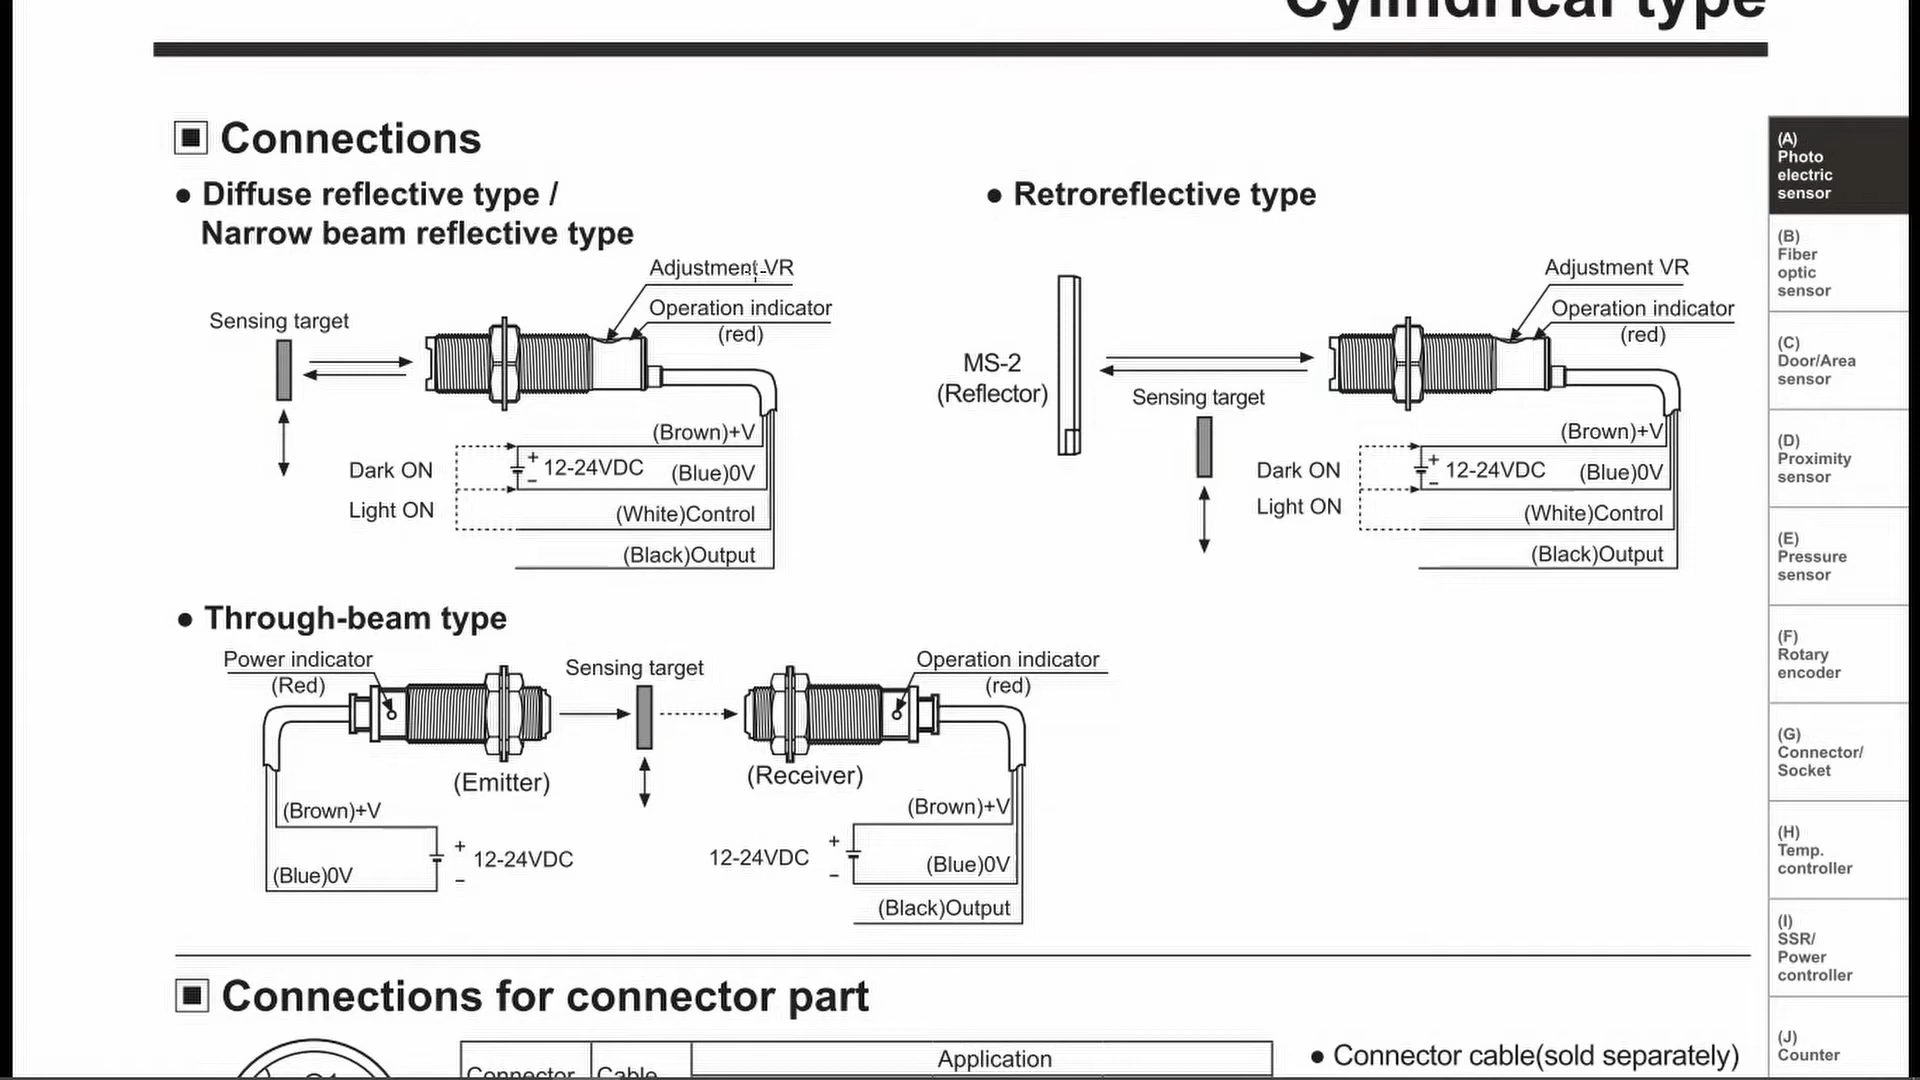 Cylindrical type
Connections
● Diffuse reflective type /
Narrow beam reflective type
Adjustment VR
Operation indicator
(red)
Sensing target
(Brown)+V
+
12-24VDC
−
(Blue)0V
Dark ON
Light ON
(White)Control
(Black)Output
● Retroreflective type
Adjustment VR
Operation indicator
(red)
MS-2
(Reflector)
Sensing target
(Brown)+V
+
12-24VDC
−
(Blue)0V
Dark ON
Light ON
(White)Control
(Black)Output
● Through-beam type
Power indicator
(Red)
Sensing target
Operation indicator
(red)
(Emitter)
(Receiver)
(Brown)+V
+
12-24VDC
−
(Blue)0V
(Brown)+V
12-24VDC
+
−
(Blue)0V
(Black)Output
Connections for connector part
Connector
Cable
Application
● Connector cable(sold separately)
(A)
Photo
electric
sensor
(B)
Fiber
optic
sensor
(C)
Door/Area
sensor
(D)
Proximity
sensor
(E)
Pressure
sensor
(F)
Rotary
encoder
(G)
Connector/
Socket
(H)
Temp.
controller
(I)
SSR/
Power
controller
(J)
Counter